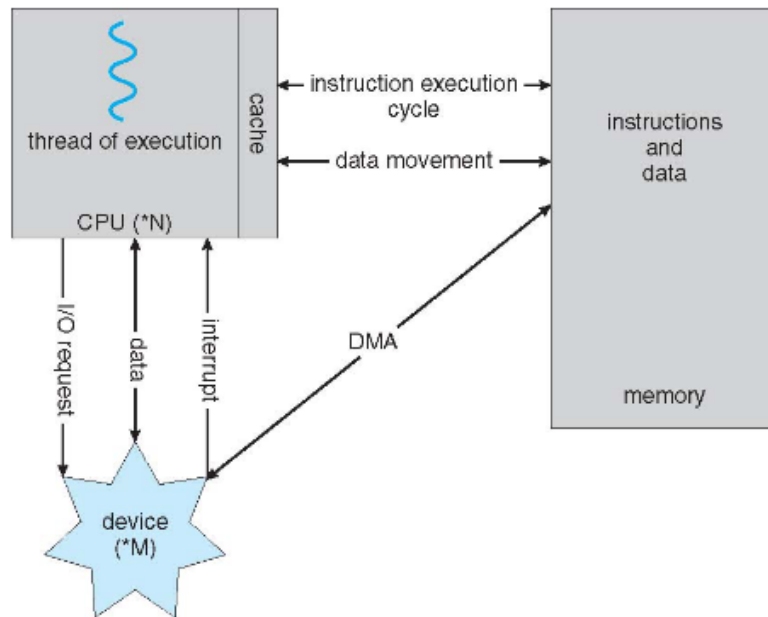 thread of execution
cache
CPU (*N)
instruction execution
cycle
data movement
instructions
and
data
I/O request
data
interrupt
DMA
memory
device
(*M)